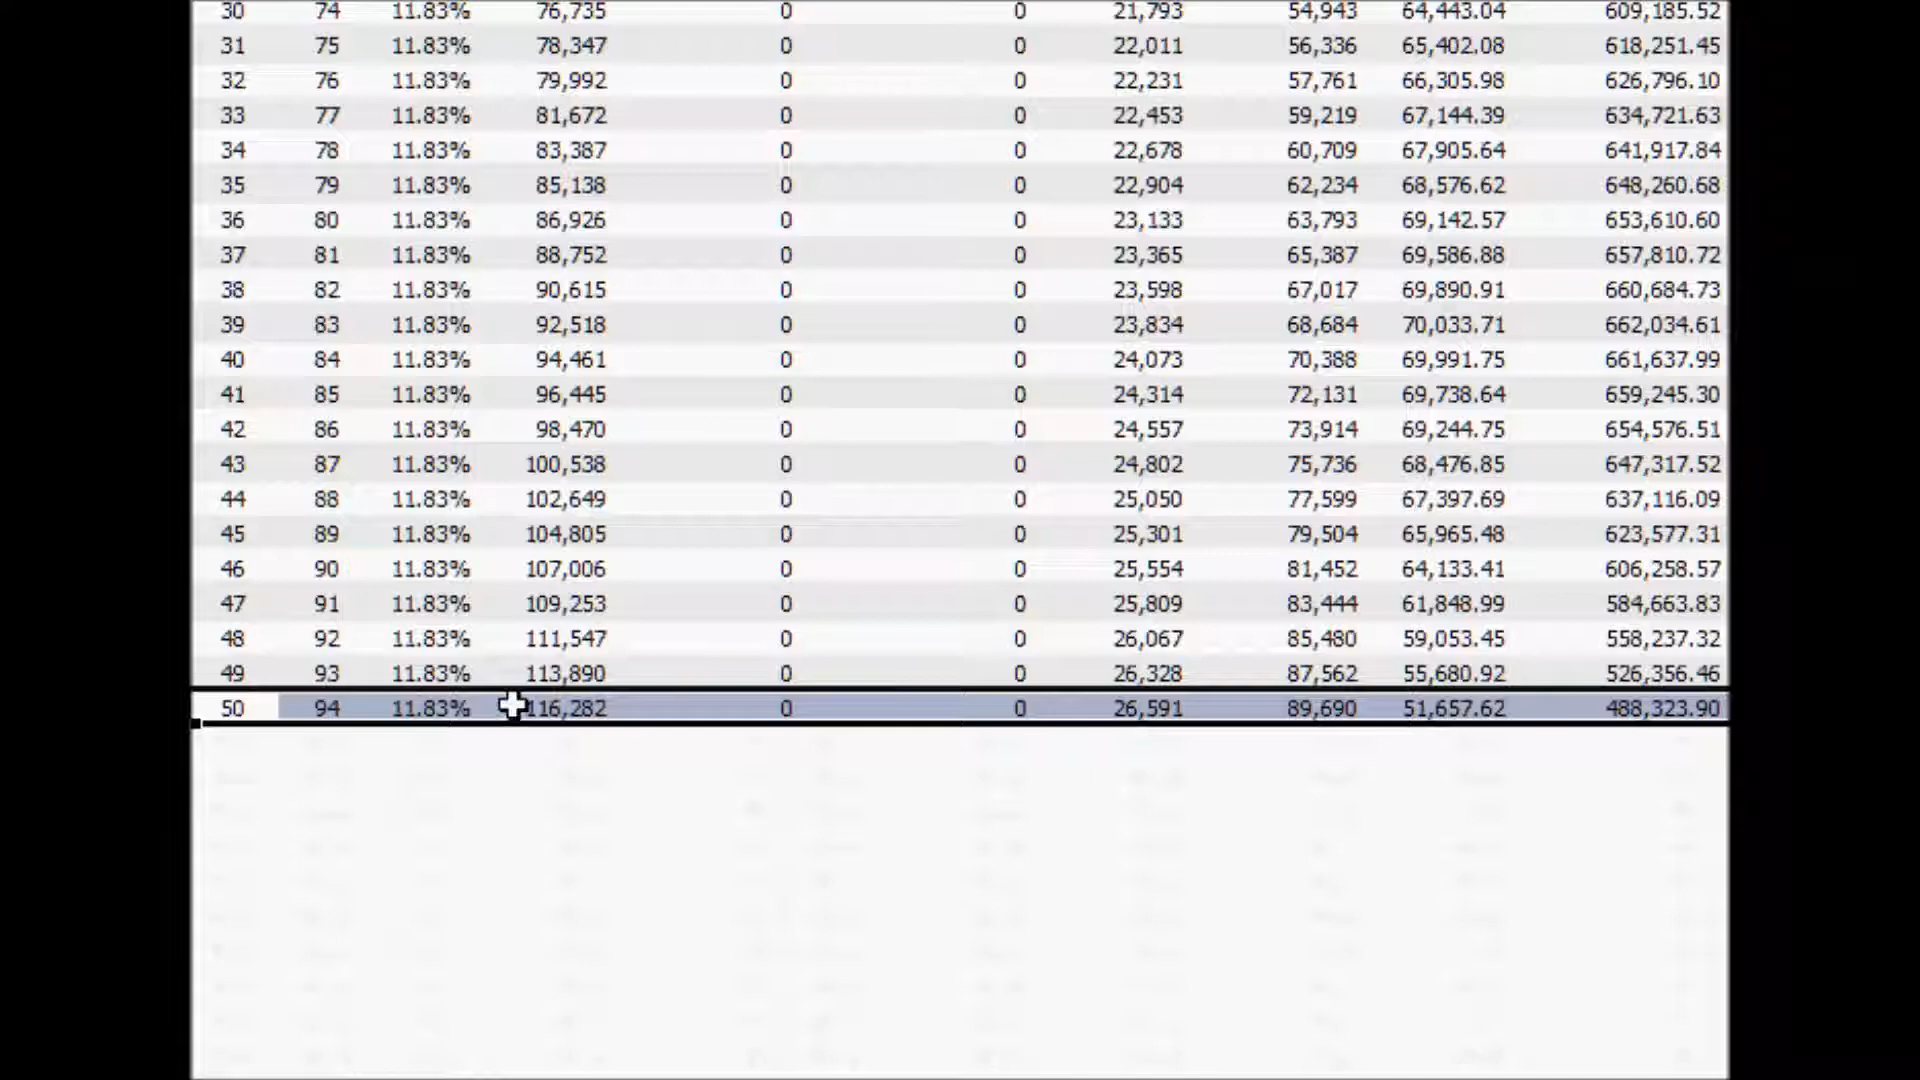 30 74 11.83% 76,735 0 0 21,793 54,943 64,443.04 609,185.52
31 75 11.83% 78,347 0 0 22,011 56,336 65,402.08 618,251.45
32 76 11.83% 79,992 0 0 22,231 57,761 66,305.98 626,796.10
33 77 11.83% 81,672 0 0 22,453 59,219 67,144.39 634,721.63
34 78 11.83% 83,387 0 0 22,678 60,709 67,905.64 641,917.84
35 79 11.83% 85,138 0 0 22,904 62,234 68,576.62 648,260.68
36 80 11.83% 86,926 0 0 23,133 63,793 69,142.57 653,610.60
37 81 11.83% 88,752 0 0 23,365 65,387 69,586.88 657,810.72
38 82 11.83% 90,615 0 0 23,598 67,017 69,890.91 660,684.73
39 83 11.83% 92,518 0 0 23,834 68,684 70,033.71 662,034.61
40 84 11.83% 94,461 0 0 24,073 70,388 69,991.75 661,637.99
41 85 11.83% 96,445 0 0 24,314 72,131 69,738.64 659,245.30
42 86 11.83% 98,470 0 0 24,557 73,914 69,244.75 654,576.51
43 87 11.83% 100,538 0 0 24,802 75,736 68,476.85 647,317.52
44 88 11.83% 102,649 0 0 25,050 77,599 67,397.69 637,116.09
45 89 11.83% 104,805 0 0 25,301 79,504 65,965.48 623,577.31
46 90 11.83% 107,006 0 0 25,554 81,452 64,133.41 606,258.57
47 91 11.83% 109,253 0 0 25,809 83,444 61,848.99 584,663.83
48 92 11.83% 111,547 0 0 26,067 85,480 59,053.45 558,237.32
49 93 11.83% 113,890 0 0 26,328 87,562 55,680.92 526,356.46
50 94 11.83% 116,282 0 0 26,591 89,690 51,657.62 488,323.90